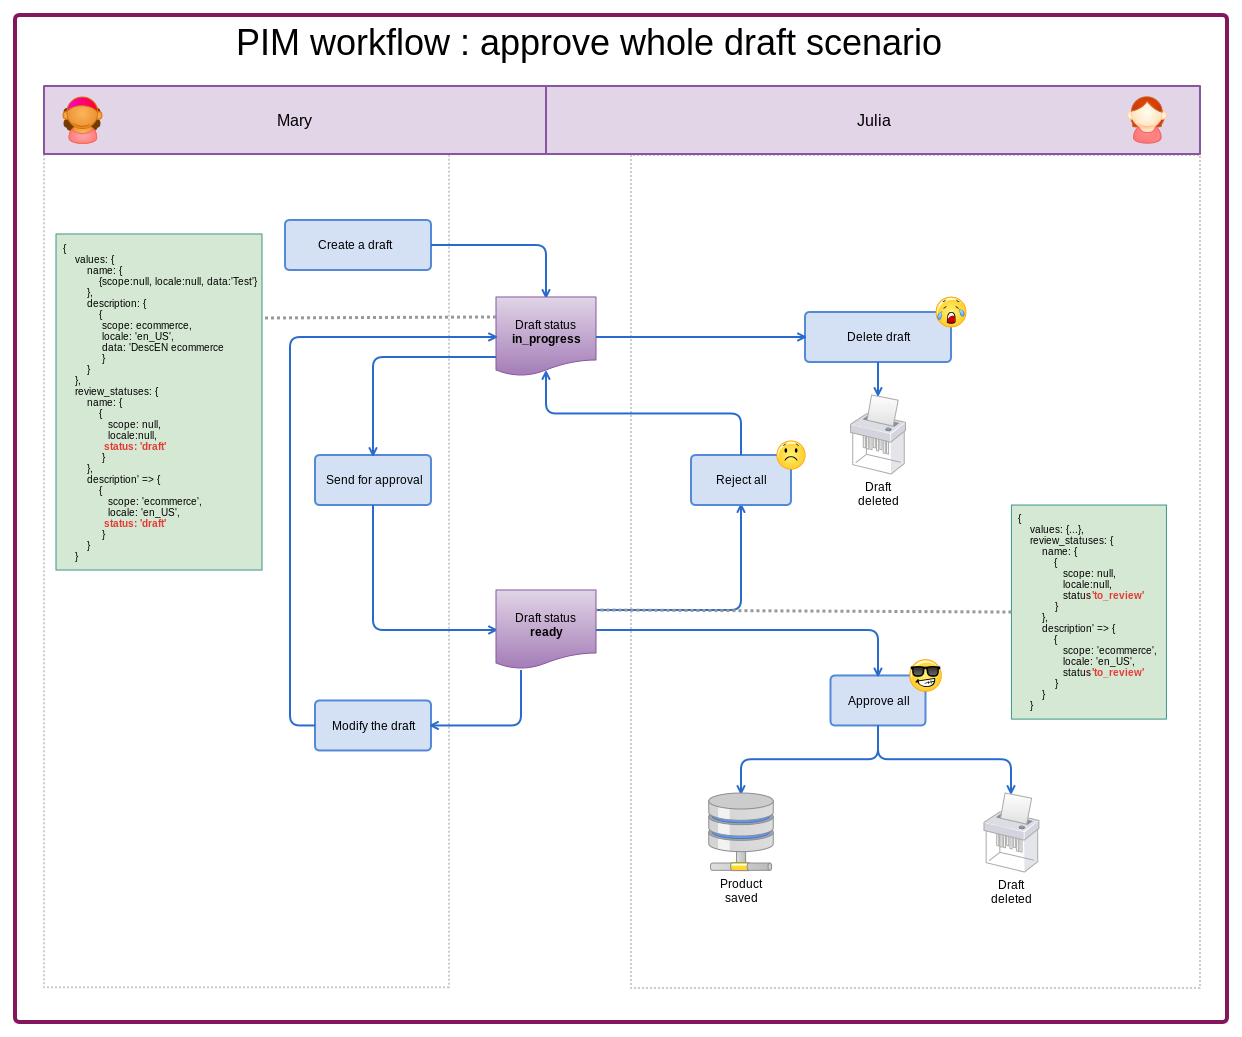 PIM workflow : approve whole draft scenario
Mary
Julia
Create a draft
{
values: {
name: {
{scope:null, locale:null, data:'Test'}
},
description: {
{
scope: ecommerce,
locale: 'en_US',
data: 'DescEN ecommerce
}
}
},
review_statuses: {
name: {
{
scope: null,
locale:null,
status: 'draft'
}
},
description' => {
{
scope: 'ecommerce',
locale: 'en_US',
status: 'draft'
}
}
}
Draft status
in_progress
Delete draft
Draft
deleted
Send for approval
Reject all
{
values: {...},
review_statuses: {
name: {
{
scope: null,
locale:null,
status'to_review'
}
},
description' => {
{
scope: 'ecommerce',
locale: 'en_US',
status'to_review'
}
}
}
Draft status
ready
Approve all
Modify the draft
Product
saved
Draft
deleted